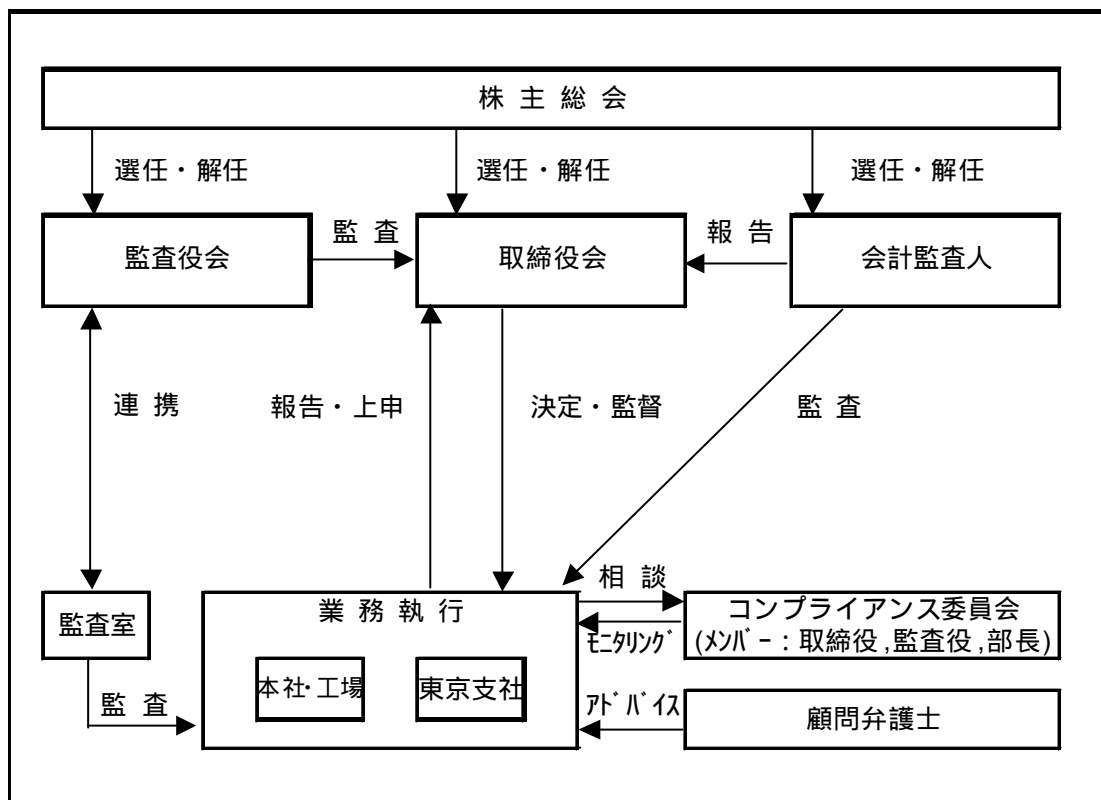 株主総会
選任・解任
選任・解任
選任・解任
監査役会
監査
取締役会
報告
会計監査人
連携
報告・上申
決定・監督
監査
監査室
監査
業務執行
本社・工場
東京支社
相談
ﾓﾆﾀﾘﾝｸﾞ
コンプライアンス委員会
(ﾒﾝﾊﾞｰ：取締役,監査役,部長)
ｱﾄﾞﾊﾞｲｽ
顧問弁護士